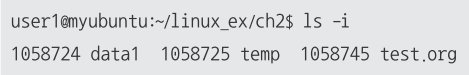 user1@myubuntu:~/linux_ex/ch2$ ls –i
1058724 data1 1058725 temp 1058745 test.org